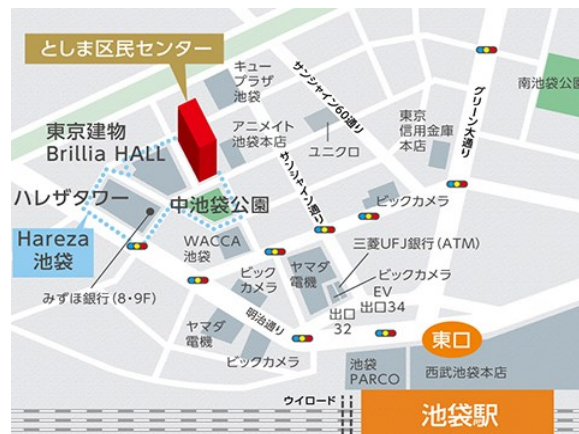 としま区民センター
キュー
プラザ
池袋
サンシャイン60通り
グリーン大通り
南池袋公園
東京建物
Brillia HALL
アニメイト
池袋本店
ユニクロ
東京
信用金庫
本店
サンシャイン通り
ハレザタワー
中池袋公園
ビックカメラ
Hareza
池袋
WACCA
池袋
三菱UFJ銀行(ATM)
みずほ銀行(8・9F)
ビック
カメラ
ヤマダ
電機
ビックカメラ
EV
出口34
出口
32
明治通り
ヤマダ
電機
ビックカメラ
東口
池袋
PARCO
西武池袋本店
ウイロード
池袋駅